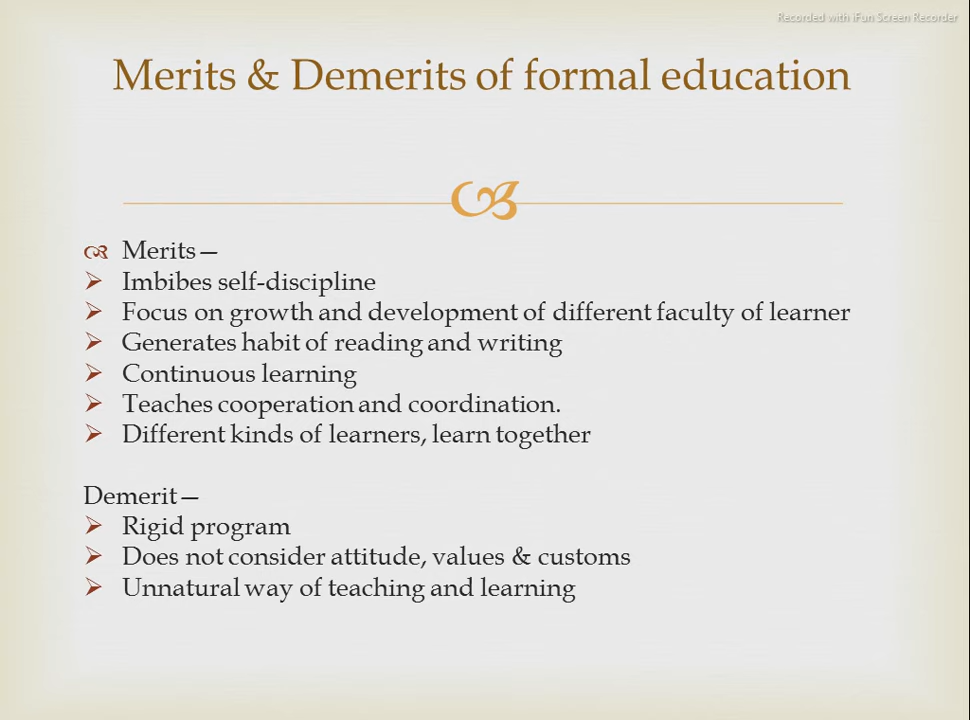 Recorded with iFun Screen Recorder
Merits & Demerits of formal education
Merits—
Imbibes self-discipline
Focus on growth and development of different faculty of learner
Generates habit of reading and writing
Continuous learning
Teaches cooperation and coordination.
Different kinds of learners, learn together
Demerit—
Rigid program
Does not consider attitude, values & customs
Unnatural way of teaching and learning